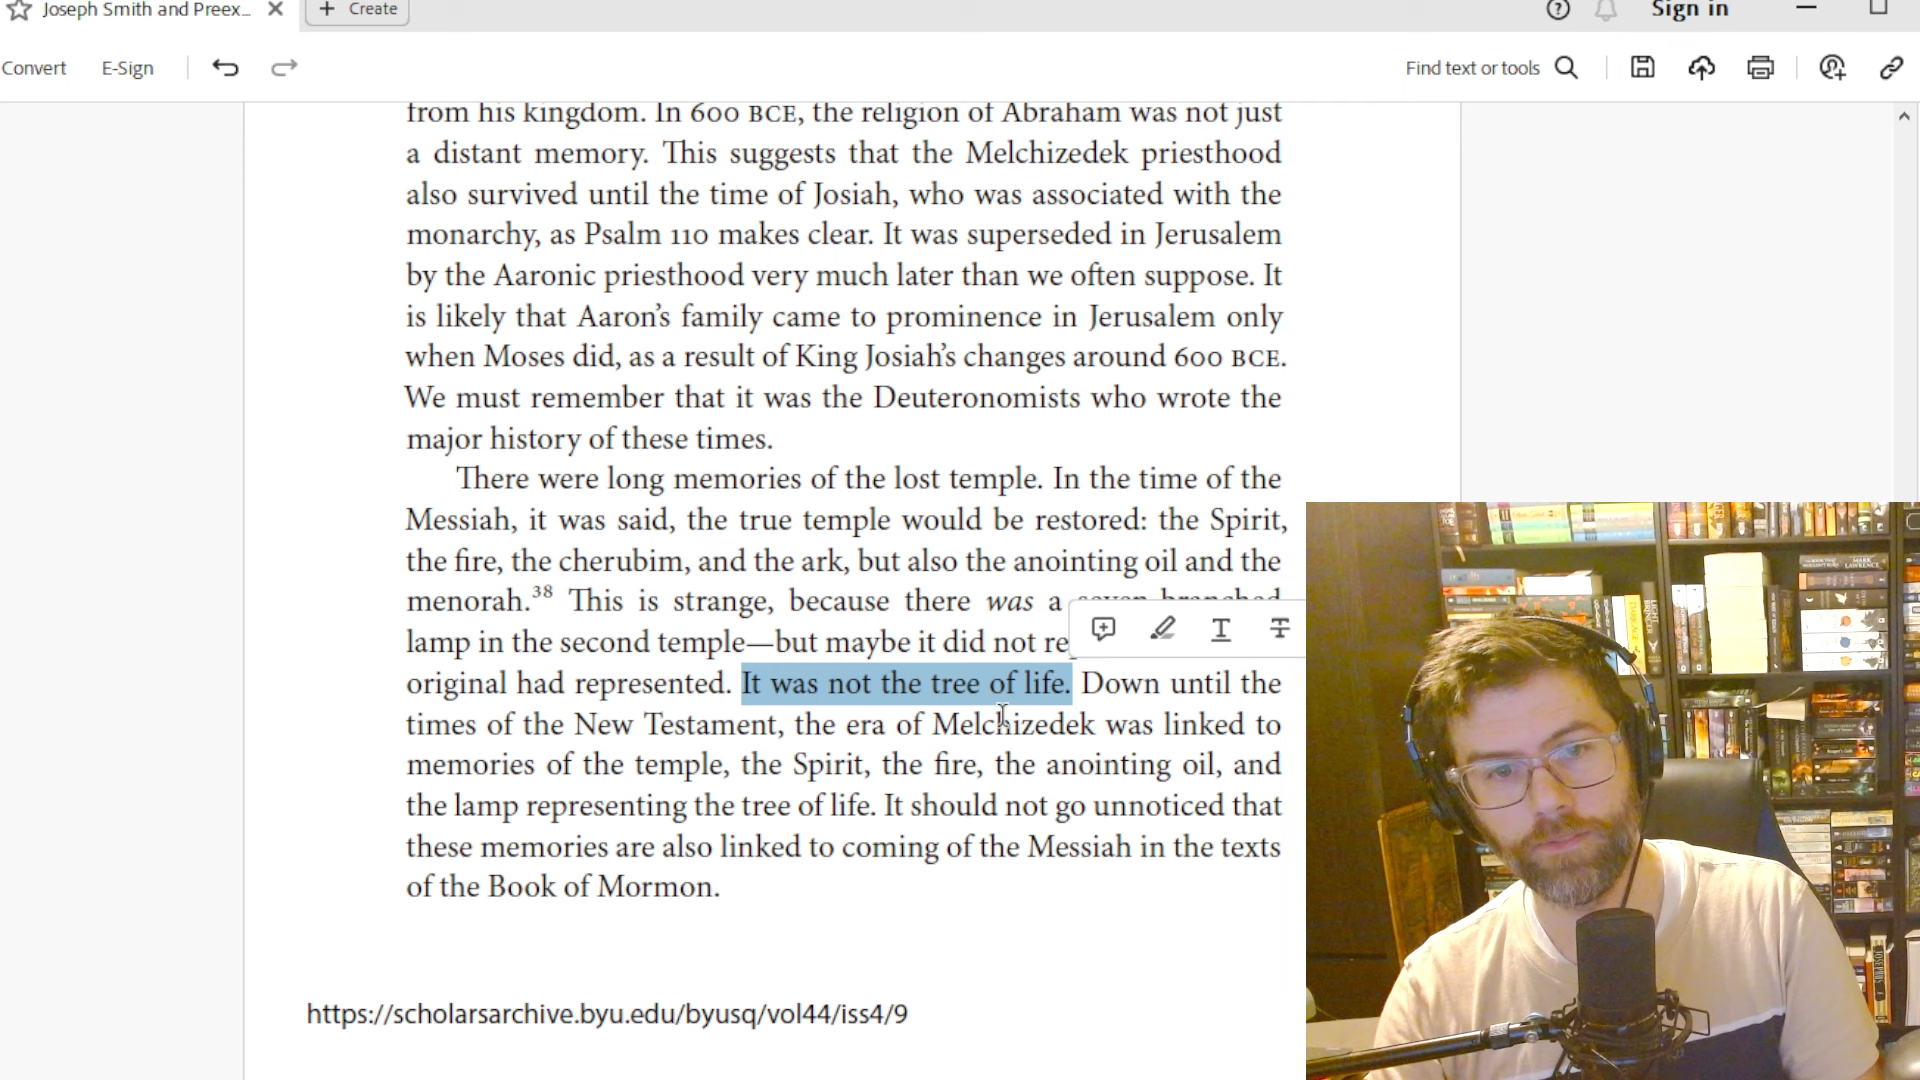 Joseph Smith and Preex...
Create
Sign in
Convert
E-Sign
Find text or tools
from his kingdom. In 600 BCE, the religion of Abraham was not just
a distant memory. This suggests that the Melchizedek priesthood
also survived until the time of Josiah, who was associated with the
monarchy, as Psalm 110 makes clear. It was superseded in Jerusalem
by the Aaronic priesthood very much later than we often suppose. It
is likely that Aaron's family came to prominence in Jerusalem only
when Moses did, as a result of King Josiah's changes around 600 BCE.
We must remember that it was the Deuteronomists who wrote the
major history of these times.
There were long memories of the lost temple. In the time of the
Messiah, it was said, the true temple would be restored: the Spirit,
the fire, the cherubim, and the ark, but also the anointing oil and the
menorah.38 This is strange, because there was a seven branched
lamp in the second temple—but maybe it did not
original had represented. It was not the tree of life. Down until the
times of the New Testament, the era of Melchizedek was linked to
memories of the temple, the Spirit, the fire, the anointing oil, and
the lamp representing the tree of life. It should not go unnoticed that
these memories are also linked to coming of the Messiah in the texts
of the Book of Mormon.
https://scholarsarchive.byu.edu/byusq/vol44/iss4/9